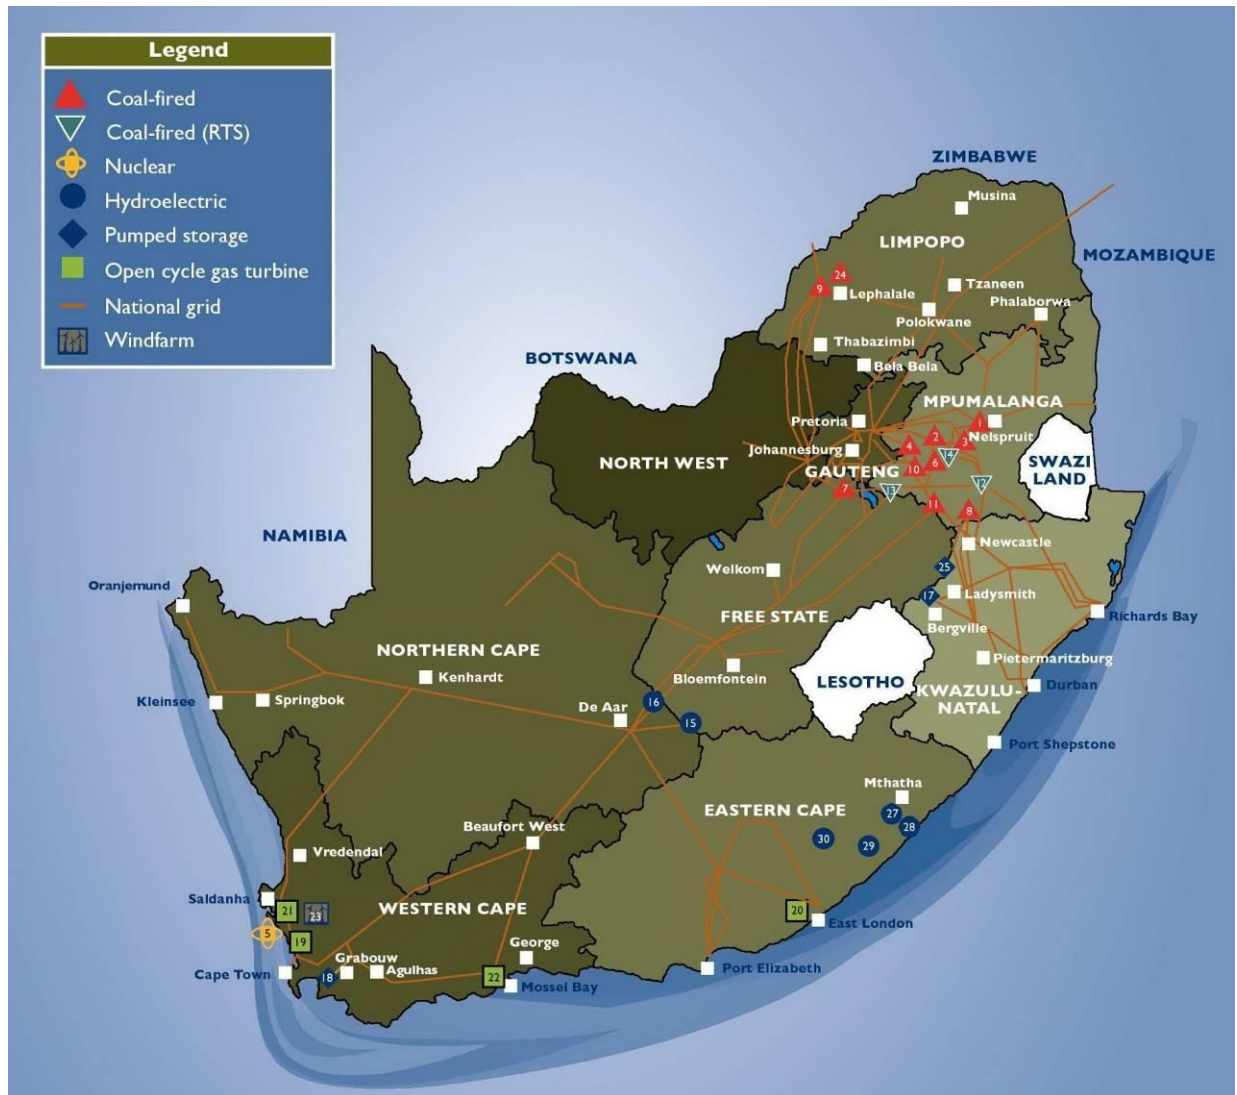 Legend
Coal-fired
Coal-fired (RTS)
Nuclear
Hydroelectric
Pumped storage
Open cycle gas turbine
National grid
Windfarm
ZIMBABWE
Musina
LIMPOPO
MOZAMBIQUE
24
9
Lephalale
Tzaneen
Phalaborwa
Polokwane
Thabazimbi
BOTSWANA
Bela Bela
MPUMALANGA
Pretoria
1
2
3
Nelspruit
4
Johannesburg
14
6
NORTH WEST
GAUTENG
10
SWAZI
LAND
7
13
12
11
8
NAMIBIA
Newcastle
Welkom
25
Oranjemund
17
Ladysmith
Richards Bay
FREE STATE
Bergville
NORTHERN CAPE
Pietermaritzburg
Kenhardt
Bloemfontein
LESOTHO
Durban
KWAZULU-
NATAL
Kleinsee
Springbok
16
De Aar
15
Port Shepstone
Mthatha
EASTERN CAPE
27
28
Beaufort West
30
29
Vredendal
Saldanha
21
23
WESTERN CAPE
20
East London
5
19
George
Cape Town
Grabouw
18
Agulhas
22
Mossel Bay
Port Elizabeth